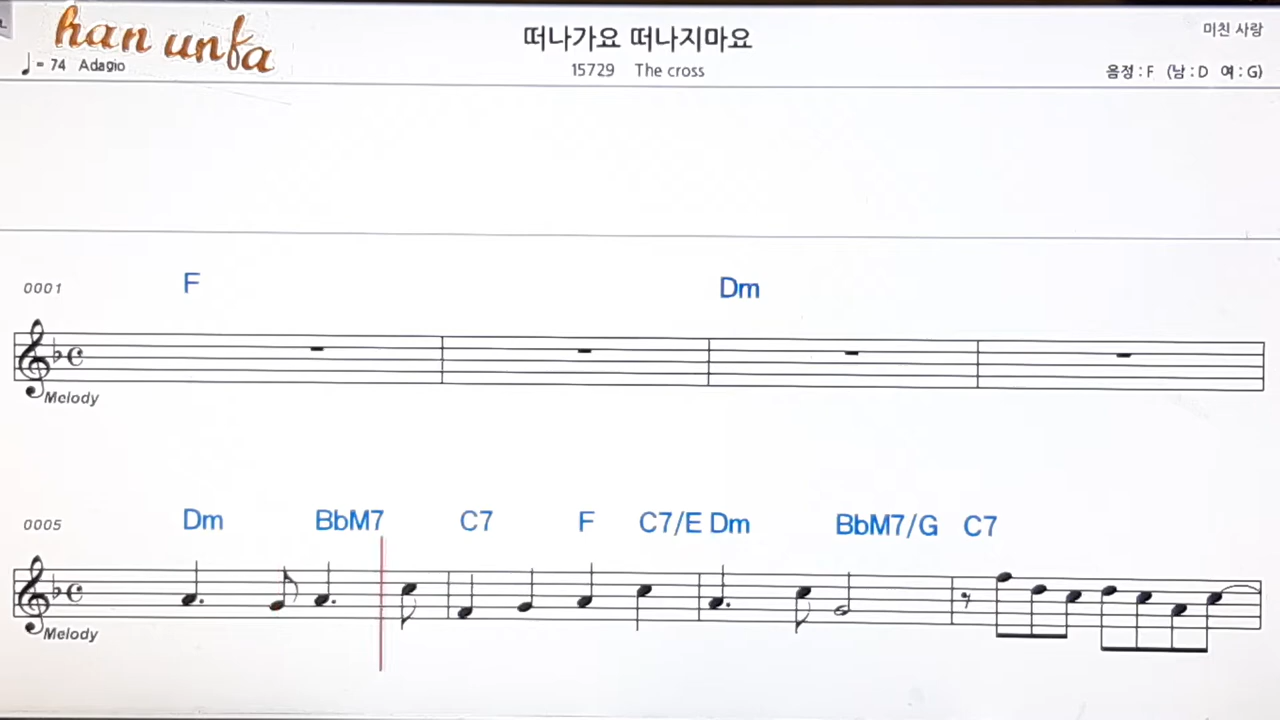 han unfa
떠나가요 떠나지마요
미친 사랑
♩= 74 Adagio
15729 The cross
음정 : F (남 : D 여 : G)
0001
F Dm
Melody
0005
Dm BbM7 C7 F C7/E Dm BbM7/G C7
Melody